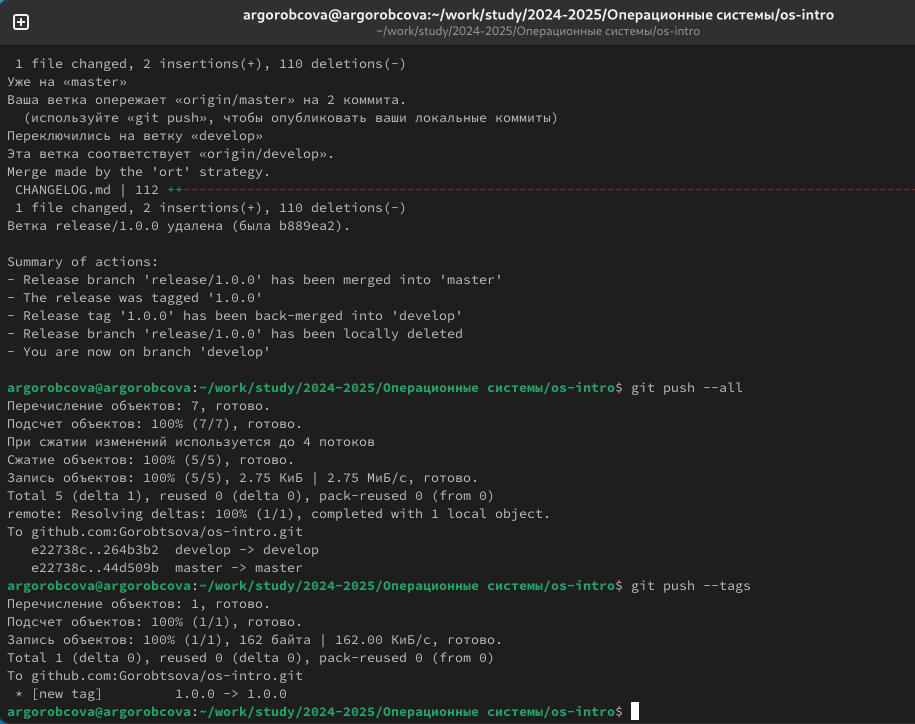 argorobcova@argorobcova:~/work/study/2024-2025/Операционные системы/os-intro
~/work/study/2024-2025/Операционные системы/os-intro
1 file changed, 2 insertions(+), 110 deletions(-)
Уже на «master»
Ваша ветка опережает «origin/master» на 2 коммита.
(используйте «git push», чтобы опубликовать ваши локальные коммиты)
Переключились на ветку «develop»
Эта ветка соответствует «origin/develop».
Merge made by the 'ort' strategy.
CHANGELOG.md | 112 ++--------------------------------------------------------------------------------------------
1 file changed, 2 insertions(+), 110 deletions(-)
Ветка release/1.0.0 удалена (была b889ea2).
Summary of actions:
- Release branch 'release/1.0.0' has been merged into 'master'
- The release was tagged '1.0.0'
- Release tag '1.0.0' has been back-merged into 'develop'
- Release branch 'release/1.0.0' has been locally deleted
- You are now on branch 'develop'
argorobcova@argorobcova:~/work/study/2024-2025/Операционные системы/os-intro$ git push --all
Перечисление объектов: 7, готово.
Подсчет объектов: 100% (7/7), готово.
При сжатии изменений используется до 4 потоков
Сжатие объектов: 100% (5/5), готово.
Запись объектов: 100% (5/5), 2.75 КиБ | 2.75 МиБ/с, готово.
Total 5 (delta 1), reused 0 (delta 0), pack-reused 0 (from 0)
remote: Resolving deltas: 100% (1/1), completed with 1 local object.
To github.com:Gorobtsova/os-intro.git
e22738c..264b3b2  develop -> develop
e22738c..44d509b  master -> master
argorobcova@argorobcova:~/work/study/2024-2025/Операционные системы/os-intro$ git push --tags
Перечисление объектов: 1, готово.
Подсчет объектов: 100% (1/1), готово.
Запись объектов: 100% (1/1), 162 байта | 162.00 КиБ/с, готово.
Total 1 (delta 0), reused 0 (delta 0), pack-reused 0 (from 0)
To github.com:Gorobtsova/os-intro.git
* [new tag]         1.0.0 -> 1.0.0
argorobcova@argorobcova:~/work/study/2024-2025/Операционные системы/os-intro$